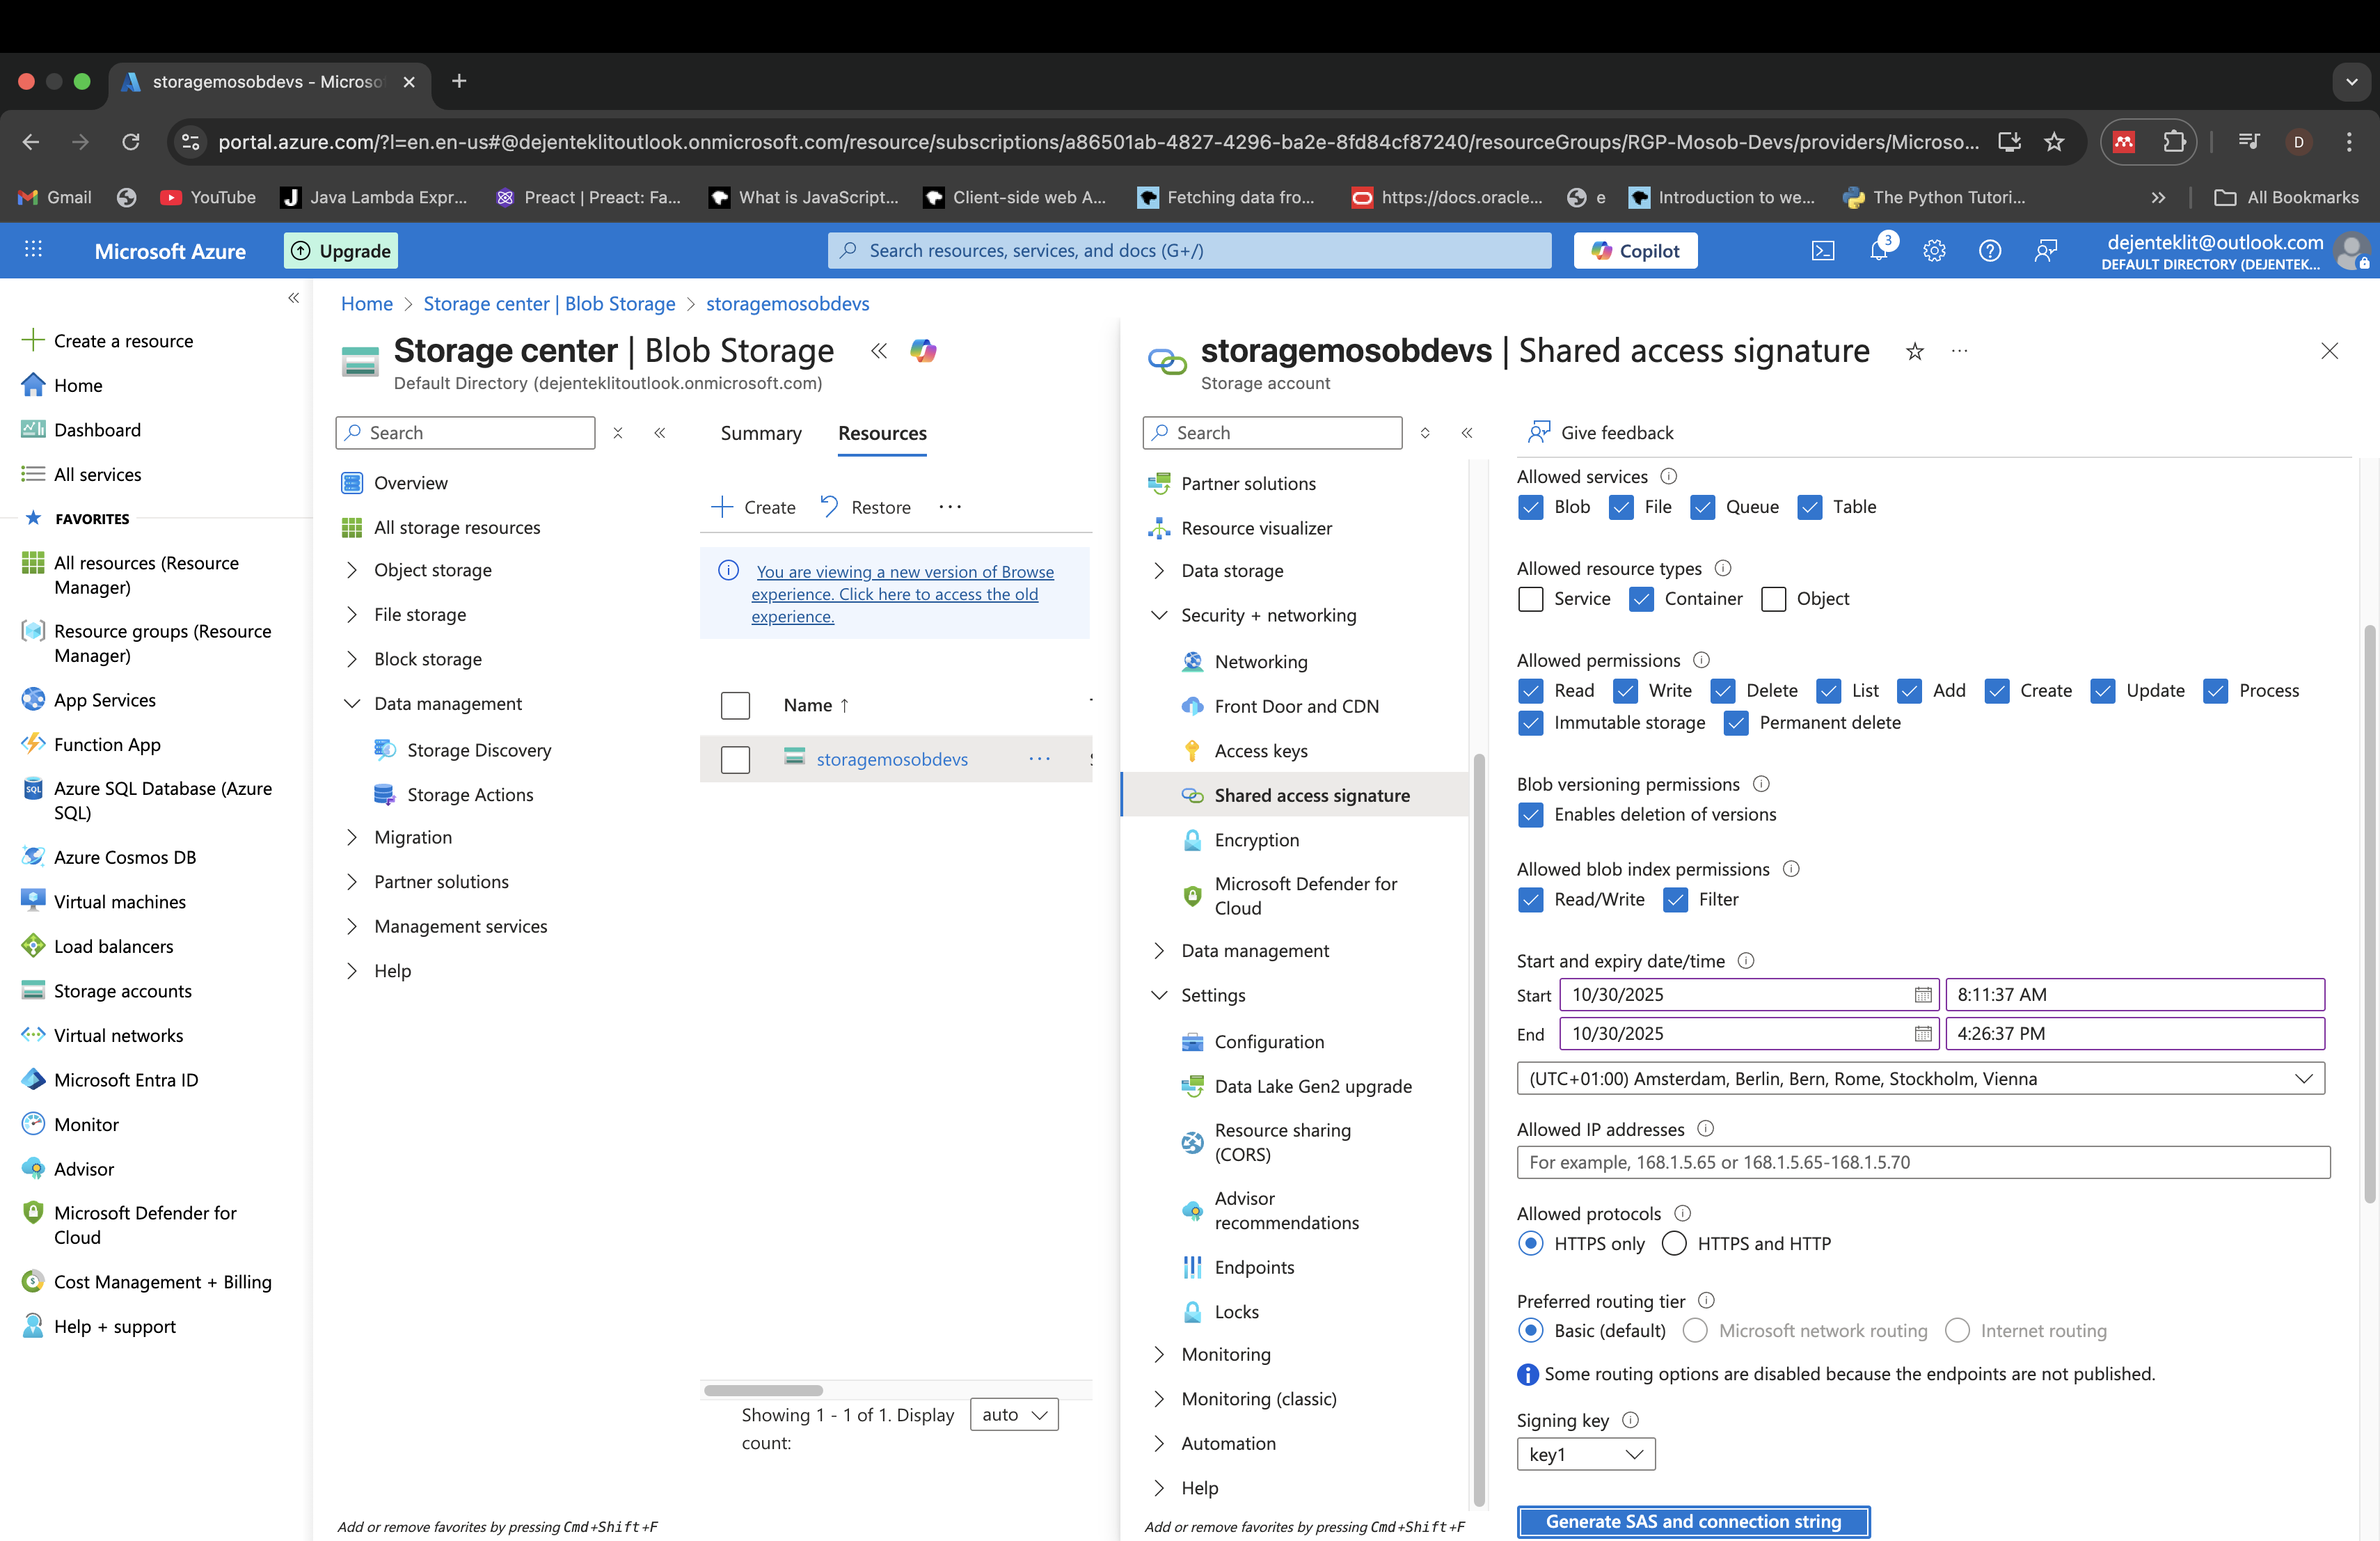 storagemosobdevs - Microso
portal.azure.com/?l=en.en-us#@dejenteklitoutlook.onmicrosoft.com/resource/subscriptions/a86501ab-4827-4296-ba2e-8fd84cf87240/resourceGroups/RGP-Mosob-Devs/providers/Microso...
D
Gmail
YouTube
Java Lambda Expr...
Preact | Preact: Fa...
What is JavaScript...
Client-side web A...
Fetching data fro...
https://docs.oracle...
e
Introduction to we...
The Python Tutori...
All Bookmarks
Microsoft Azure
Upgrade
Search resources, services, and docs (G+/)
Copilot
3
dejenteklit@outlook.com
DEFAULT DIRECTORY (DEJENTEK...
Create a resource
Home
Dashboard
All services
FAVORITES
All resources (Resource
Manager)
Resource groups (Resource
Manager)
App Services
Function App
Azure SQL Database (Azure
SQL)
Azure Cosmos DB
Virtual machines
Load balancers
Storage accounts
Virtual networks
Microsoft Entra ID
Monitor
Advisor
Microsoft Defender for
Cloud
Cost Management + Billing
Help + support
Home > Storage center | Blob Storage > storagemosobdevs
Storage center | Blob Storage
Default Directory (dejenteklitoutlook.onmicrosoft.com)
Search
Overview
All storage resources
Object storage
File storage
Block storage
Data management
Storage Discovery
Storage Actions
Migration
Partner solutions
Management services
Help
Add or remove favorites by pressing Cmd+Shift+F
Summary
Resources
Create
Restore
You are viewing a new version of Browse
experience. Click here to access the old
experience.
Name ↑
storagemosobdevs
Showing 1 - 1 of 1. Display
count:
auto
storagemosobdevs | Shared access signature
Storage account
Search
Partner solutions
Resource visualizer
Data storage
Security + networking
Networking
Front Door and CDN
Access keys
Shared access signature
Encryption
Microsoft Defender for
Cloud
Data management
Settings
Configuration
Data Lake Gen2 upgrade
Resource sharing
(CORS)
Advisor
recommendations
Endpoints
Locks
Monitoring
Monitoring (classic)
Automation
Help
Add or remove favorites by pressing Cmd+Shift+F
Give feedback
Allowed services
Blob File Queue Table
Allowed resource types
Service Container Object
Allowed permissions
Read Write Delete List Add Create Update Process
Immutable storage Permanent delete
Blob versioning permissions
Enables deletion of versions
Allowed blob index permissions
Read/Write Filter
Start and expiry date/time
Start 10/30/2025 8:11:37 AM
End 10/30/2025 4:26:37 PM
(UTC+01:00) Amsterdam, Berlin, Bern, Rome, Stockholm, Vienna
Allowed IP addresses
For example, 168.1.5.65 or 168.1.5.65-168.1.5.70
Allowed protocols
HTTPS only HTTPS and HTTP
Preferred routing tier
Basic (default) Microsoft network routing Internet routing
Some routing options are disabled because the endpoints are not published.
Signing key
key1
Generate SAS and connection string